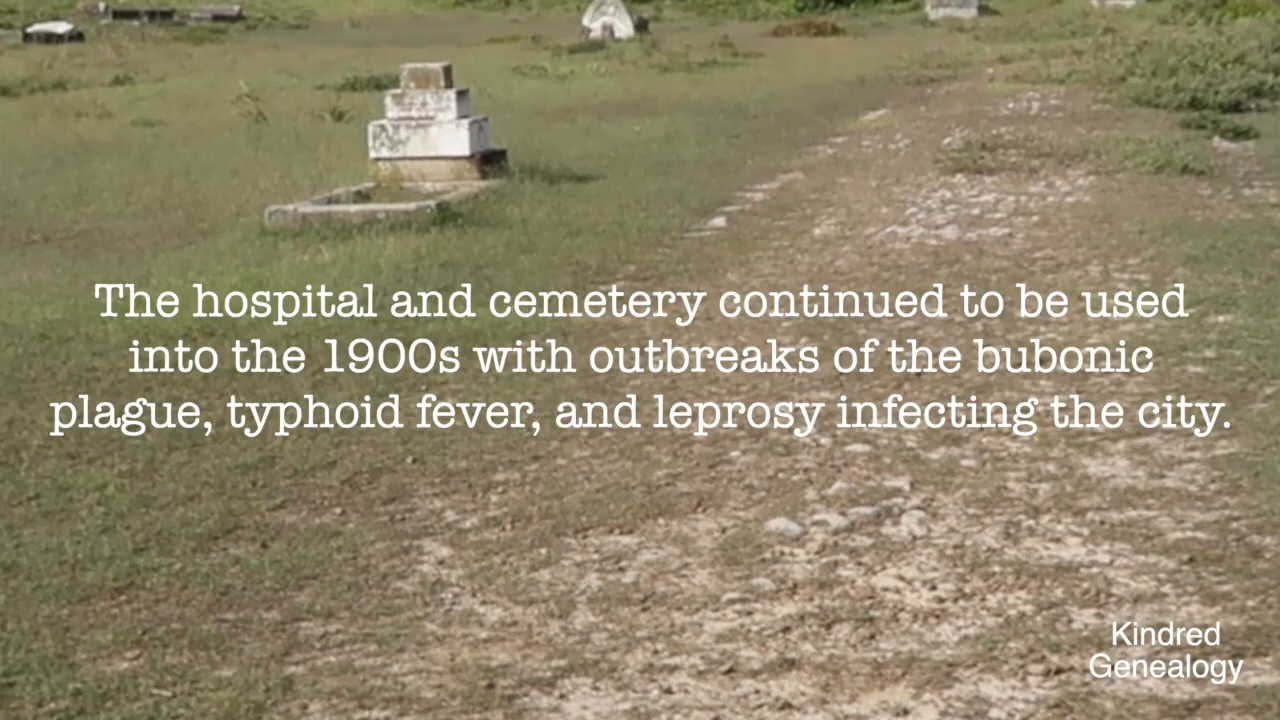 The hospital and cemetery continued to be used
into the 1900s with outbreaks of the bubonic
plague, typhoid fever, and leprosy infecting the city.
Kindred
Genealogy